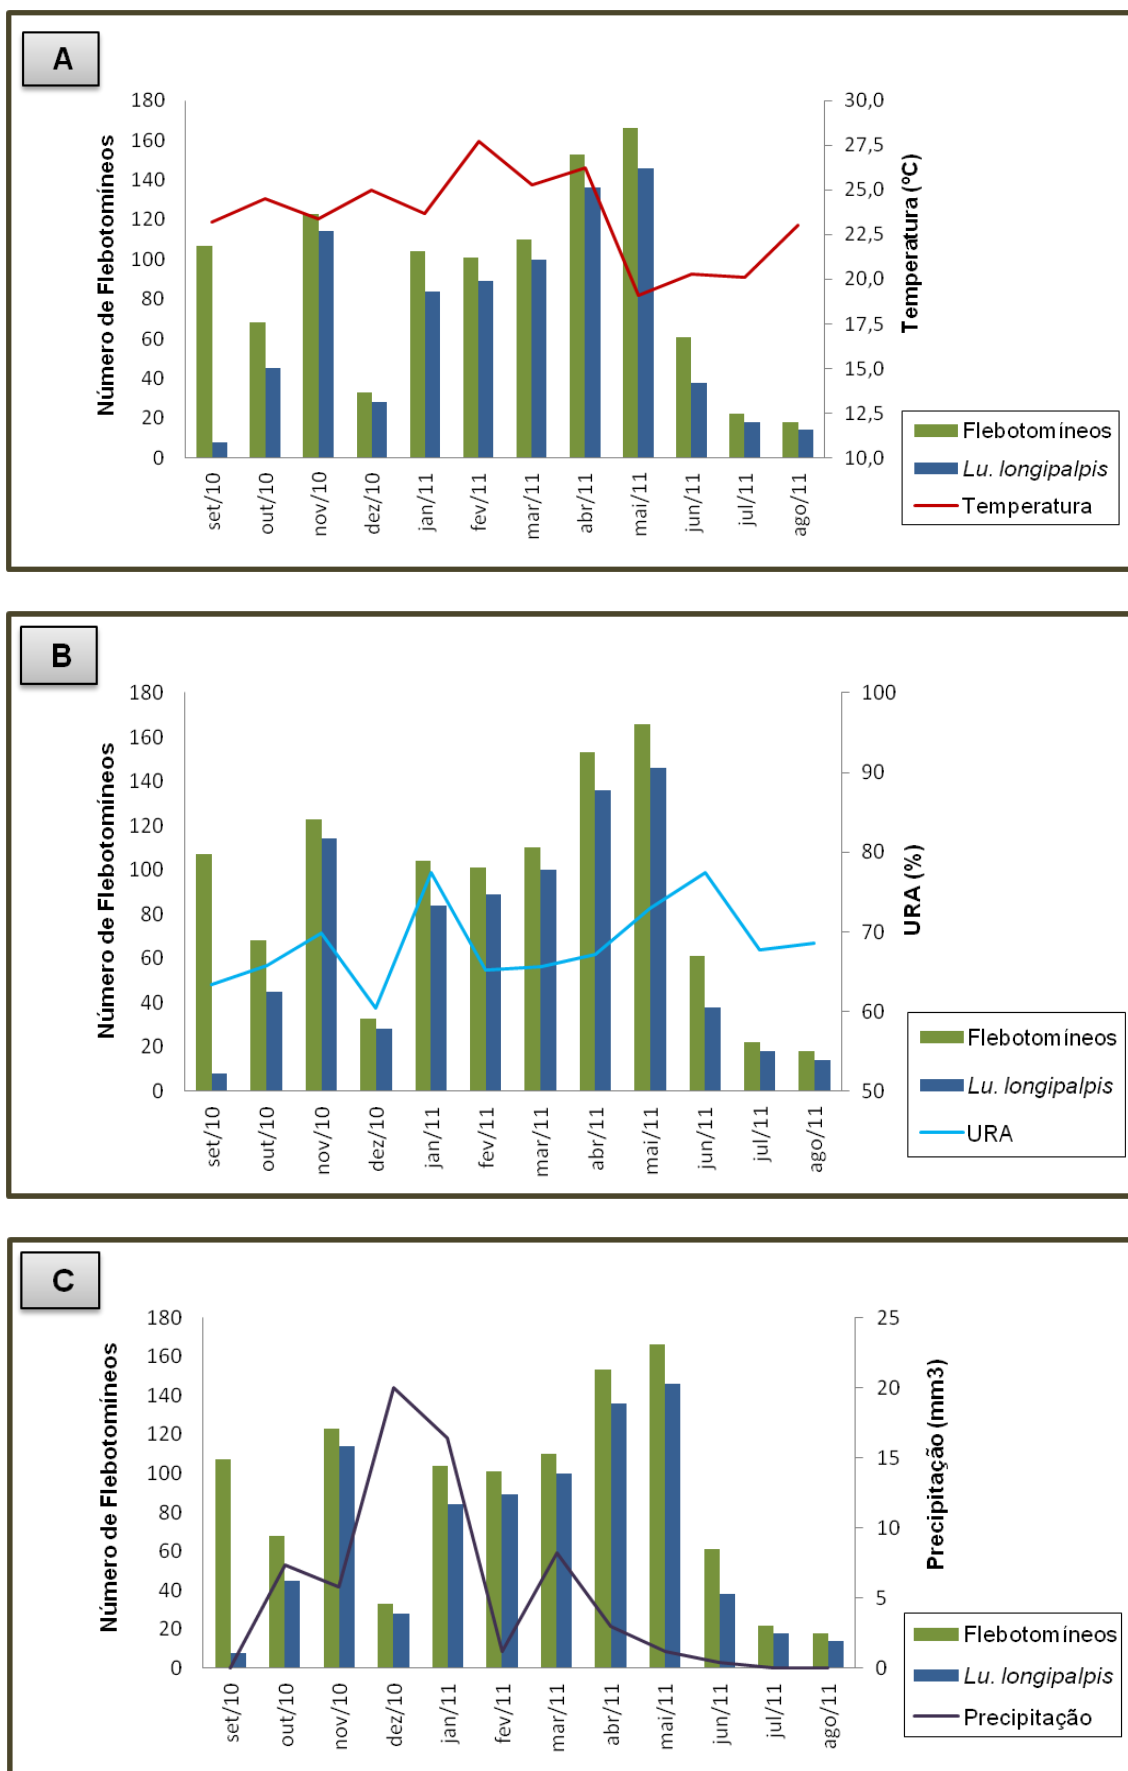 A
Número de Flebotomíneos
180
160
140
120
100
80
60
40
20
0
30,0
27,5
25,0
22,5
20,0
17,5
15,0
12,5
10,0
Temperatura (ºC)
set/10
out/10
nov/10
dez/10
jan/11
fev/11
mar/11
abr/11
mai/11
jun/11
jul/11
ago/11
Flebotomíneos
Lu. longipalpis
Temperatura
B
Número de Flebotomíneos
180
160
140
120
100
80
60
40
20
0
100
90
80
70
60
50
URA (%)
set/10
out/10
nov/10
dez/10
jan/11
fev/11
mar/11
abr/11
mai/11
jun/11
jul/11
ago/11
Flebotomíneos
Lu. longipalpis
URA
C
Número de Flebotomíneos
180
160
140
120
100
80
60
40
20
0
25
20
15
10
5
0
Precipitação (mm3)
set/10
out/10
nov/10
dez/10
jan/11
fev/11
mar/11
abr/11
mai/11
jun/11
jul/11
ago/11
Flebotomíneos
Lu. longipalpis
Precipitação